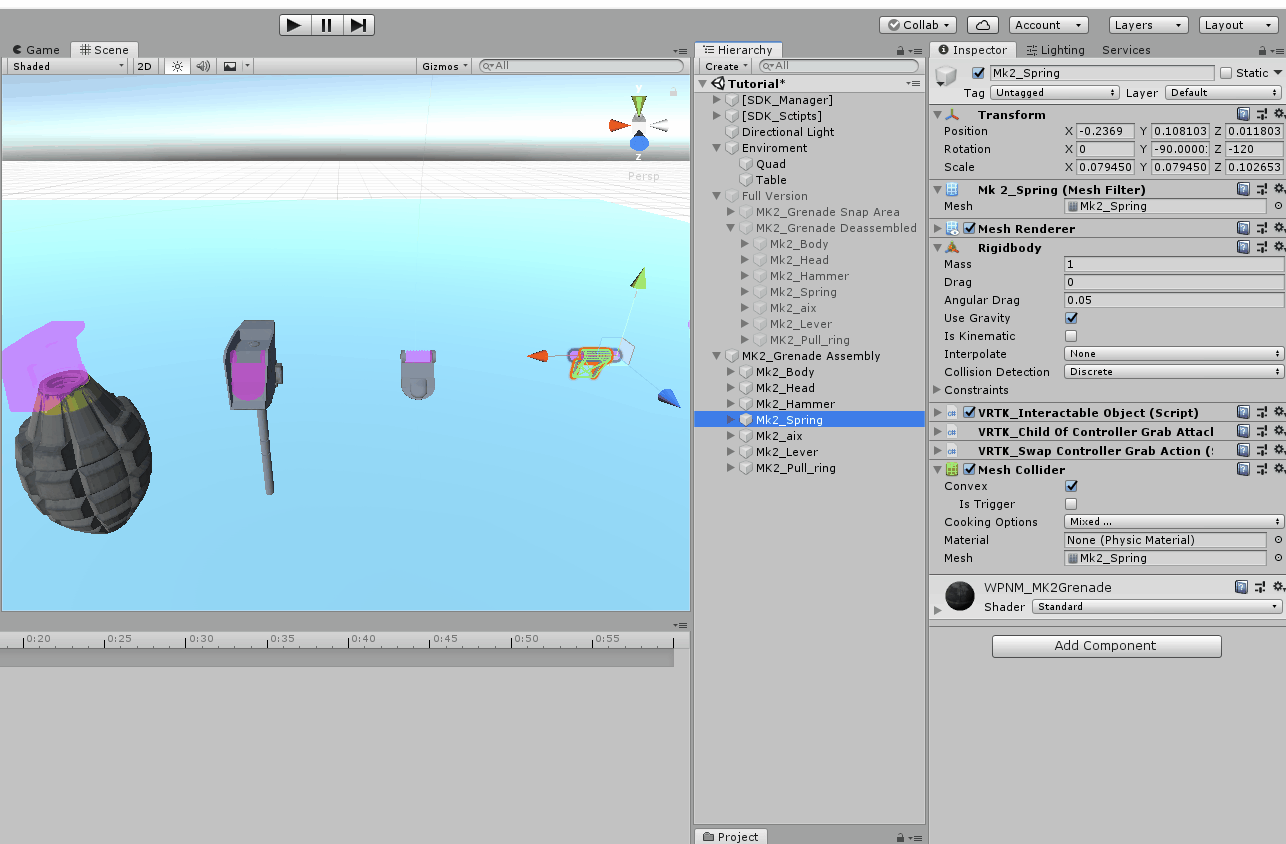 Collab Account Layers Layout
Game Scene
Shaded 2D Gizmos All
y
z
Persp
0:20 0:25 0:30 0:35 0:40 0:45 0:50 0:55
Hierarchy
Create All
Tutorial*
[SDK_Manager]
[SDK_Sctipts]
Directional Light
Enviroment
Quad
Table
Full Version
MK2_Grenade Snap Area
MK2_Grenade Deassembled
Mk2_Body
Mk2_Head
Mk2_Hammer
Mk2_Spring
Mk2_aix
Mk2_Lever
MK2_Pull_ring
MK2_Grenade Assembly
Mk2_Body
Mk2_Head
Mk2_Hammer
Mk2_Spring
Mk2_aix
Mk2_Lever
MK2_Pull_ring
Project
Inspector Lighting Services
Mk2_Spring Static
Tag Untagged Layer Default
Transform
Position X -0.2369 Y 0.108103 Z 0.011803
Rotation X 0 Y -90.0000: Z -120
Scale X 0.079450 Y 0.079450 Z 0.102653
Mk 2_Spring (Mesh Filter)
Mesh Mk2_Spring
Mesh Renderer
Rigidbody
Mass 1
Drag 0
Angular Drag 0.05
Use Gravity
Is Kinematic
Interpolate None
Collision Detection Discrete
Constraints
VRTK_Interactable Object (Script)
VRTK_Child Of Controller Grab Attacl
VRTK_Swap Controller Grab Action (
Mesh Collider
Convex
Is Trigger
Cooking Options Mixed ...
Material None (Physic Material)
Mesh Mk2_Spring
WPNM_MK2Grenade
Shader Standard
Add Component